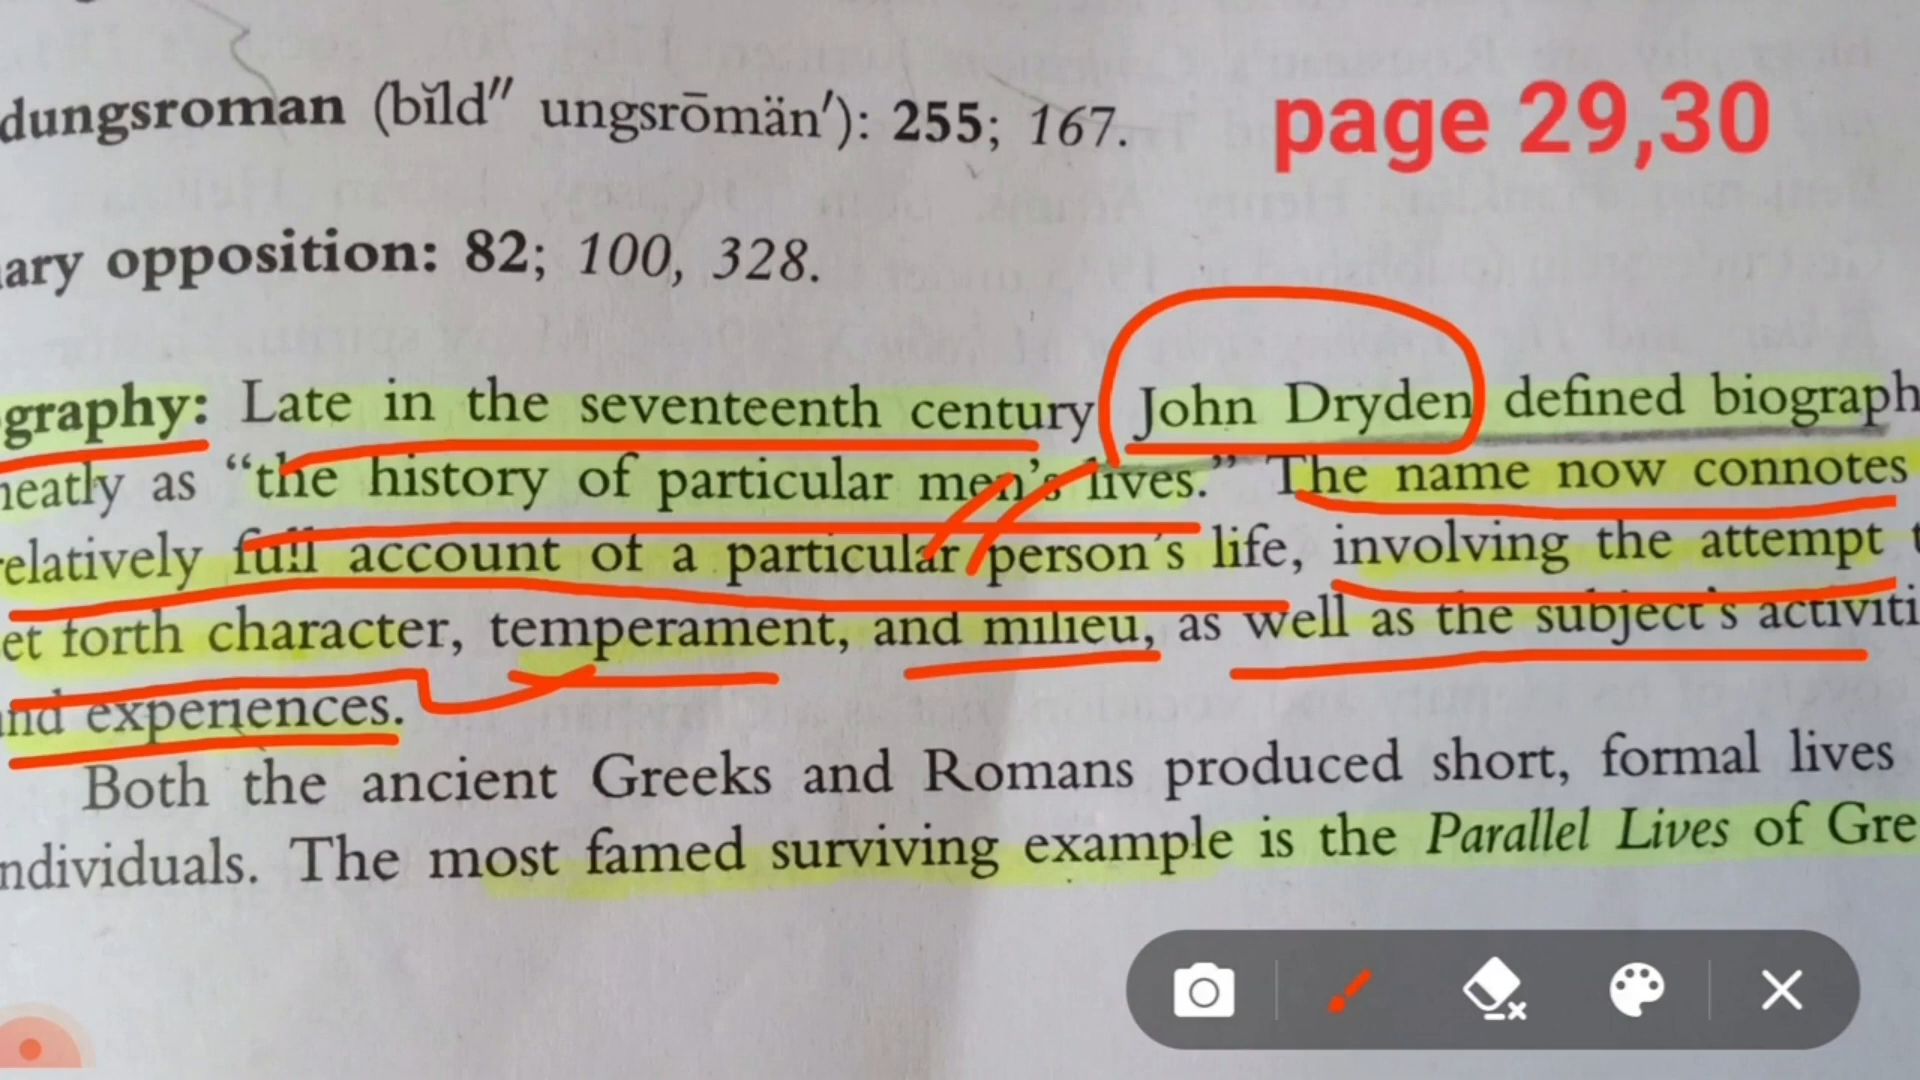 dungsroman (bĭld″ ungsrōmän′): 255; 167.
page 29,30
ary opposition: 82; 100, 328.
graphy: Late in the seventeenth century John Dryden defined biograph
neatly as “the history of particular men’s lives.” The name now connotes
relatively full account of a particular person’s life, involving the attempt t
et forth character, temperament, and milieu, as well as the subject’s activiti
nd experiences.
Both the ancient Greeks and Romans produced short, formal lives
ndividuals. The most famed surviving example is the Parallel Lives of Gre